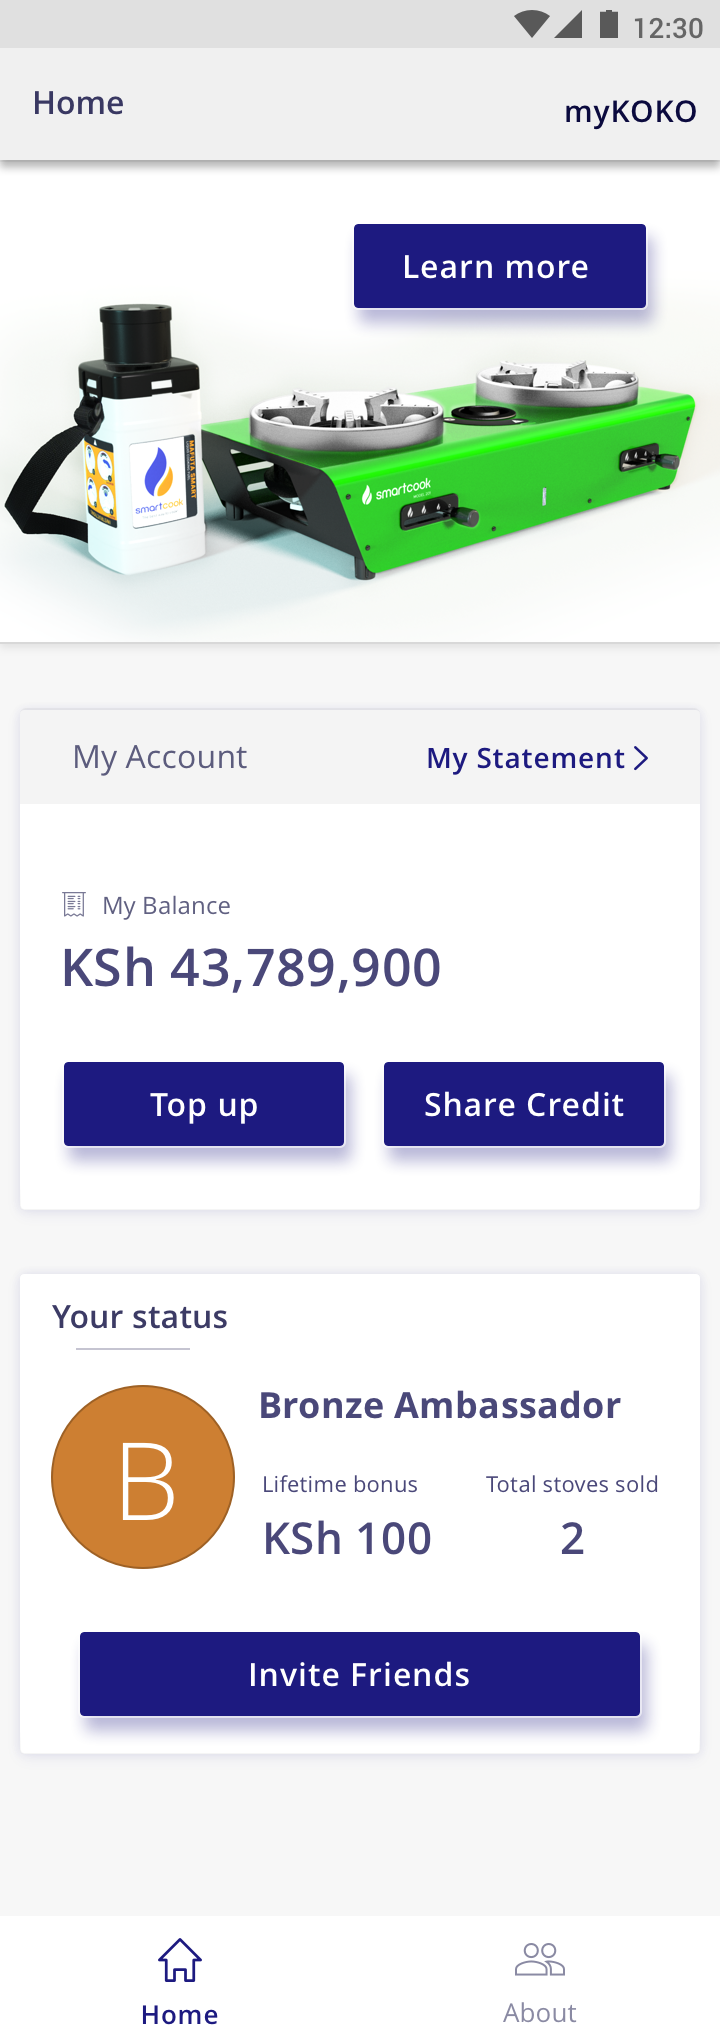 12:30
Home
myKOKO
Learn more
MAFUTA SMART
smartcook
smartcook
My Account
My Statement
My Balance
KSh 43,789,900
Top up
Share Credit
Your status
B
Bronze Ambassador
Lifetime bonus
Total stoves sold
KSh 100
2
Invite Friends
Home
About